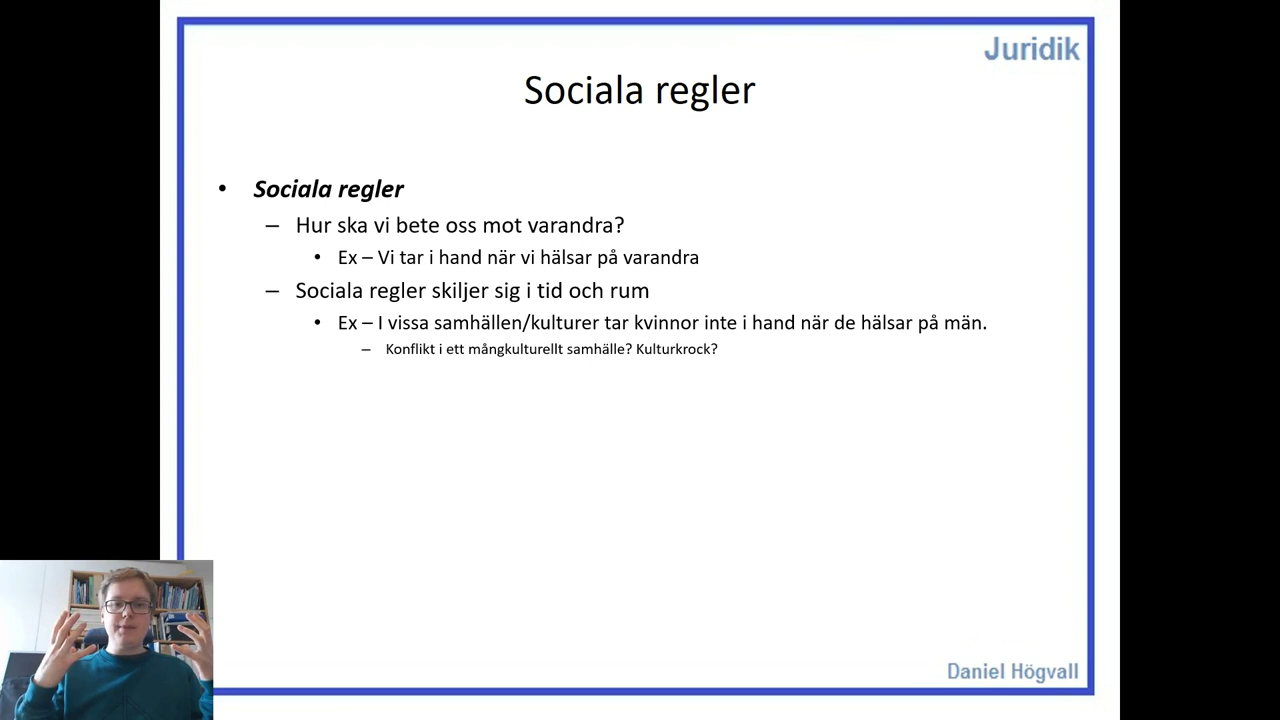 Juridik
Sociala regler
• Sociala regler
– Hur ska vi bete oss mot varandra?
• Ex – Vi tar i hand när vi hälsar på varandra
– Sociala regler skiljer sig i tid och rum
• Ex – I vissa samhällen/kulturer tar kvinnor inte i hand när de hälsar på män.
– Konflikt i ett mångkulturellt samhälle? Kulturkrock?
Daniel Högvall